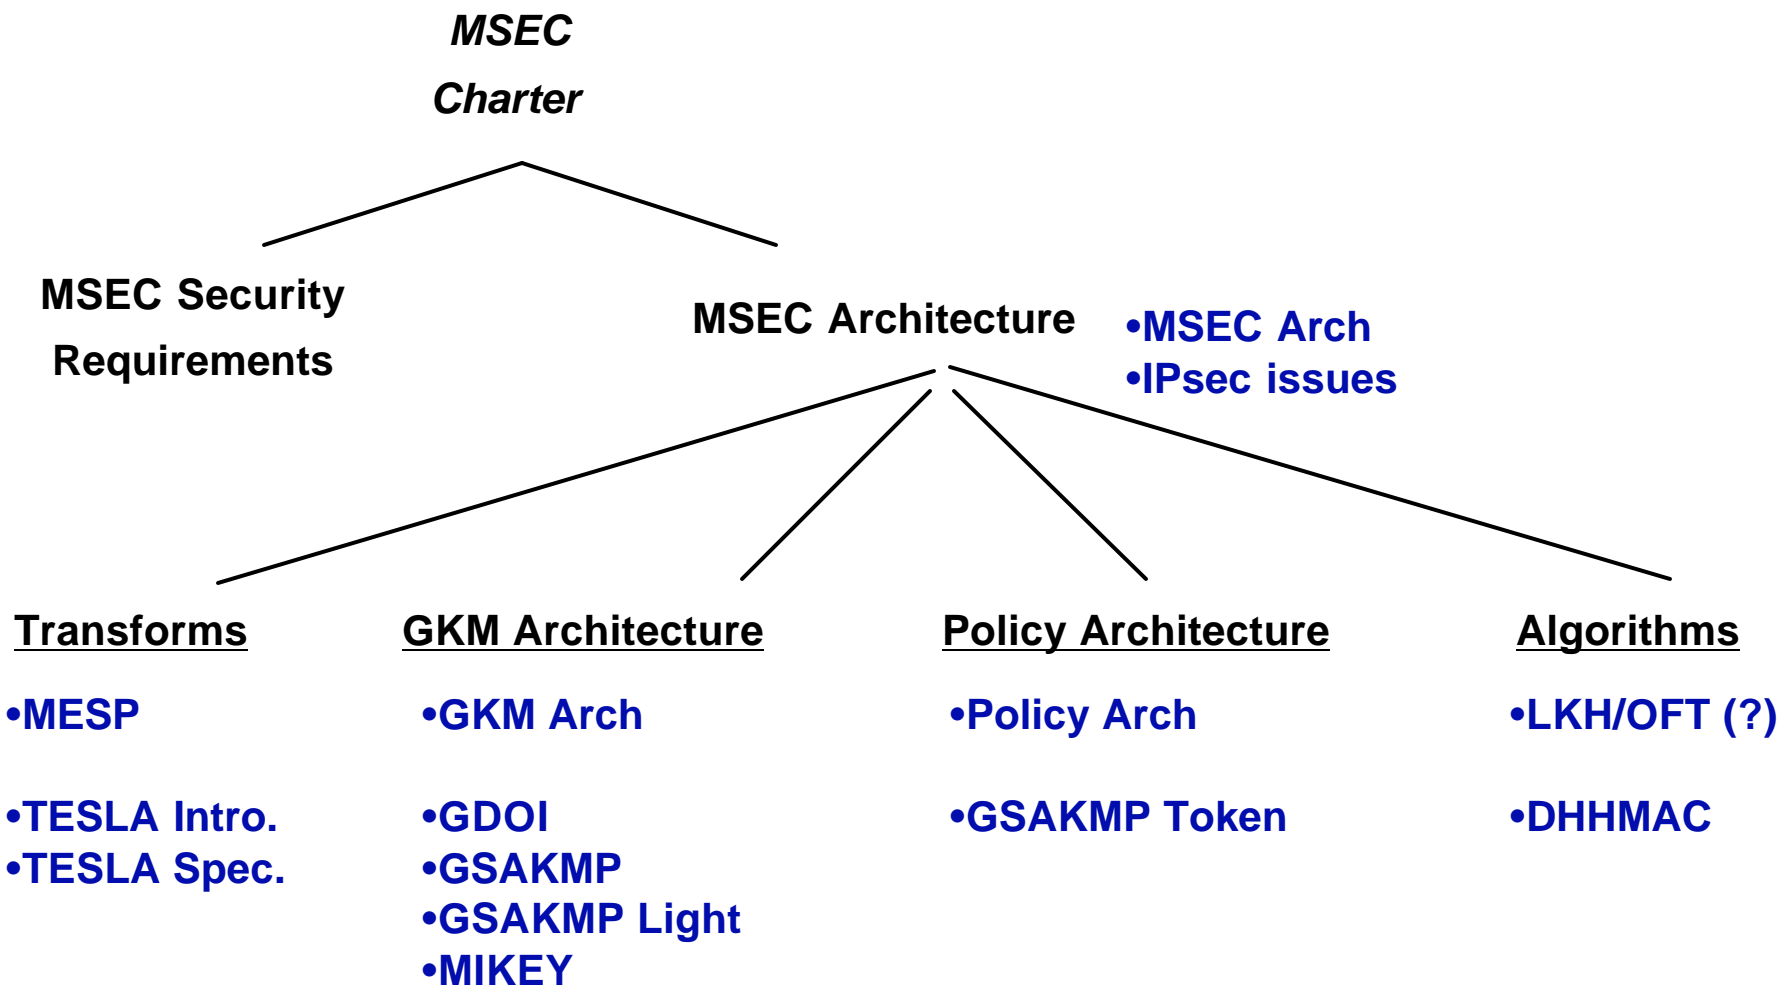 MSEC
Charter
MSEC Security
Requirements
MSEC Architecture
•MSEC Arch
•IPsec issues
Transforms
•MESP
•TESLA Intro.
•TESLA Spec.
GKM Architecture
•GKM Arch
•GDOI
•GSAKMP
•GSAKMP Light
•MIKEY
Policy Architecture
•Policy Arch
•GSAKMP Token
Algorithms
•LKH/OFT (?)
•DHHMAC